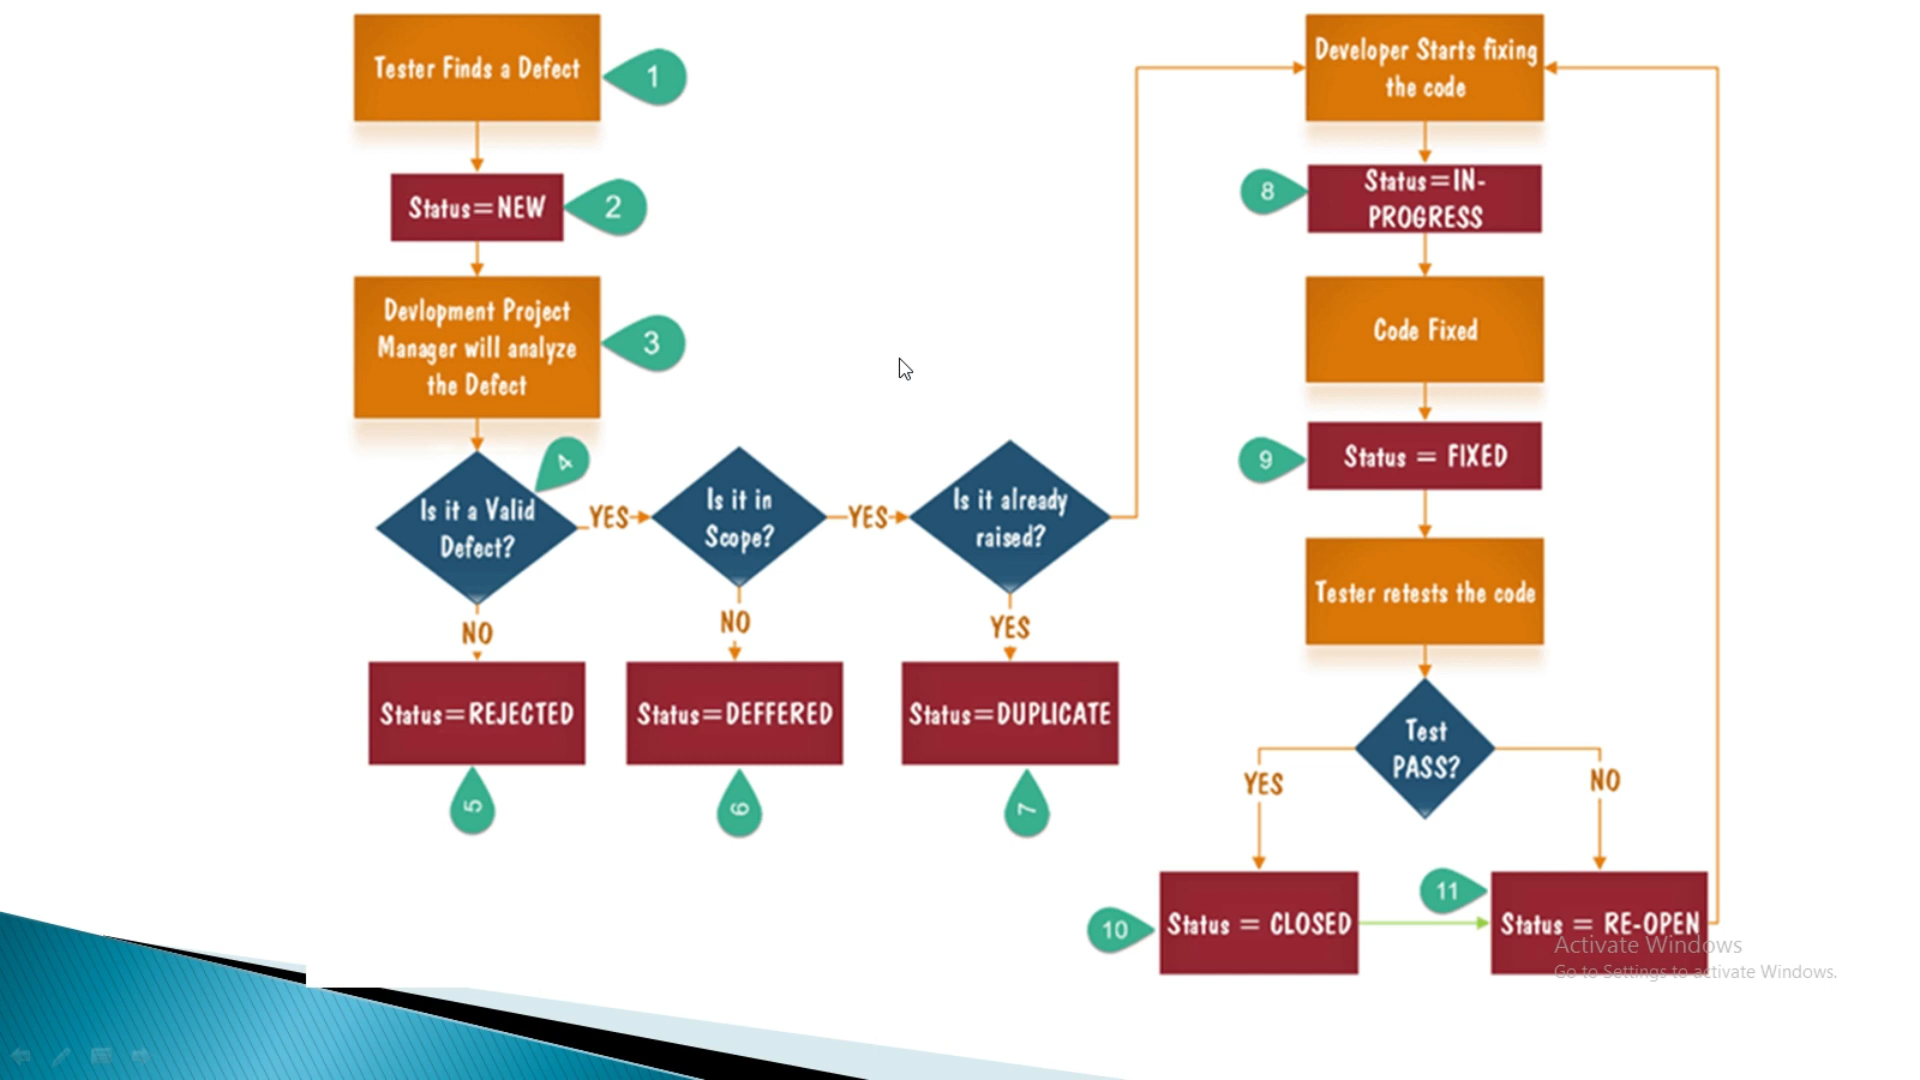 Tester Finds a Defect
1
Status=NEW
2
Devlopment Project
Manager will analyze
the Defect
3
Is it a Valid
Defect?
4
YES
Is it in
Scope?
YES
Is it already
raised?
NO
NO
YES
Status=REJECTED
Status=DEFFERED
Status=DUPLICATE
5
6
7
Developer Starts fixing
the code
8
Status=IN-
PROGRESS
Code Fixed
9
Status = FIXED
Tester retests the code
Test
PASS?
YES
NO
10
Status = CLOSED
11
Status = RE-OPEN
Activate Windows
Go to Settings to activate Windows.